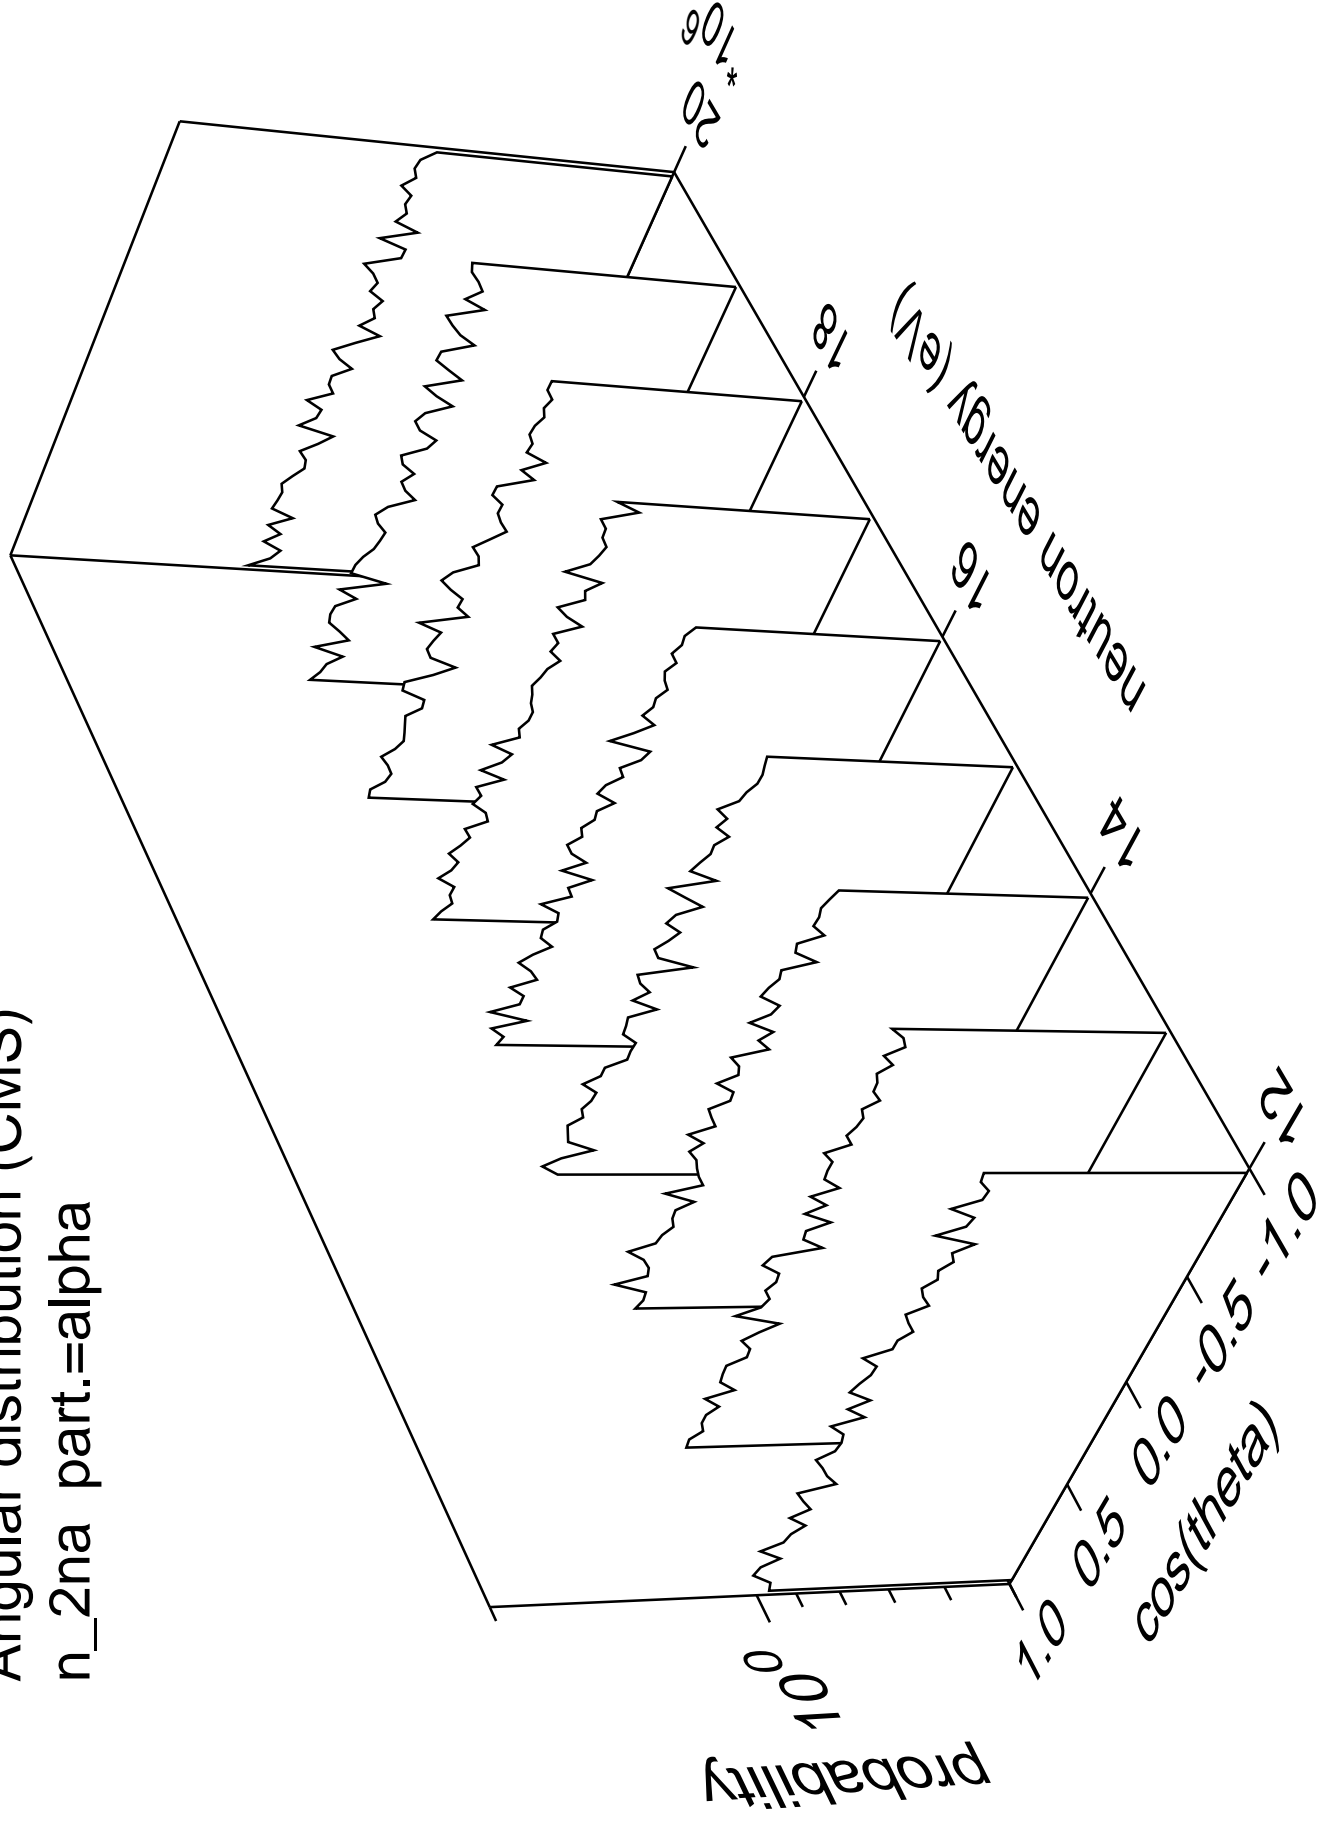 Angular distribution (CMS)
n_2na part.=alpha
probability
10 0
1.0 0.5 0.0 -0.5 -1.0
cos(theta)
12 14 16 18 20
*10 6
neutron energy (eV)